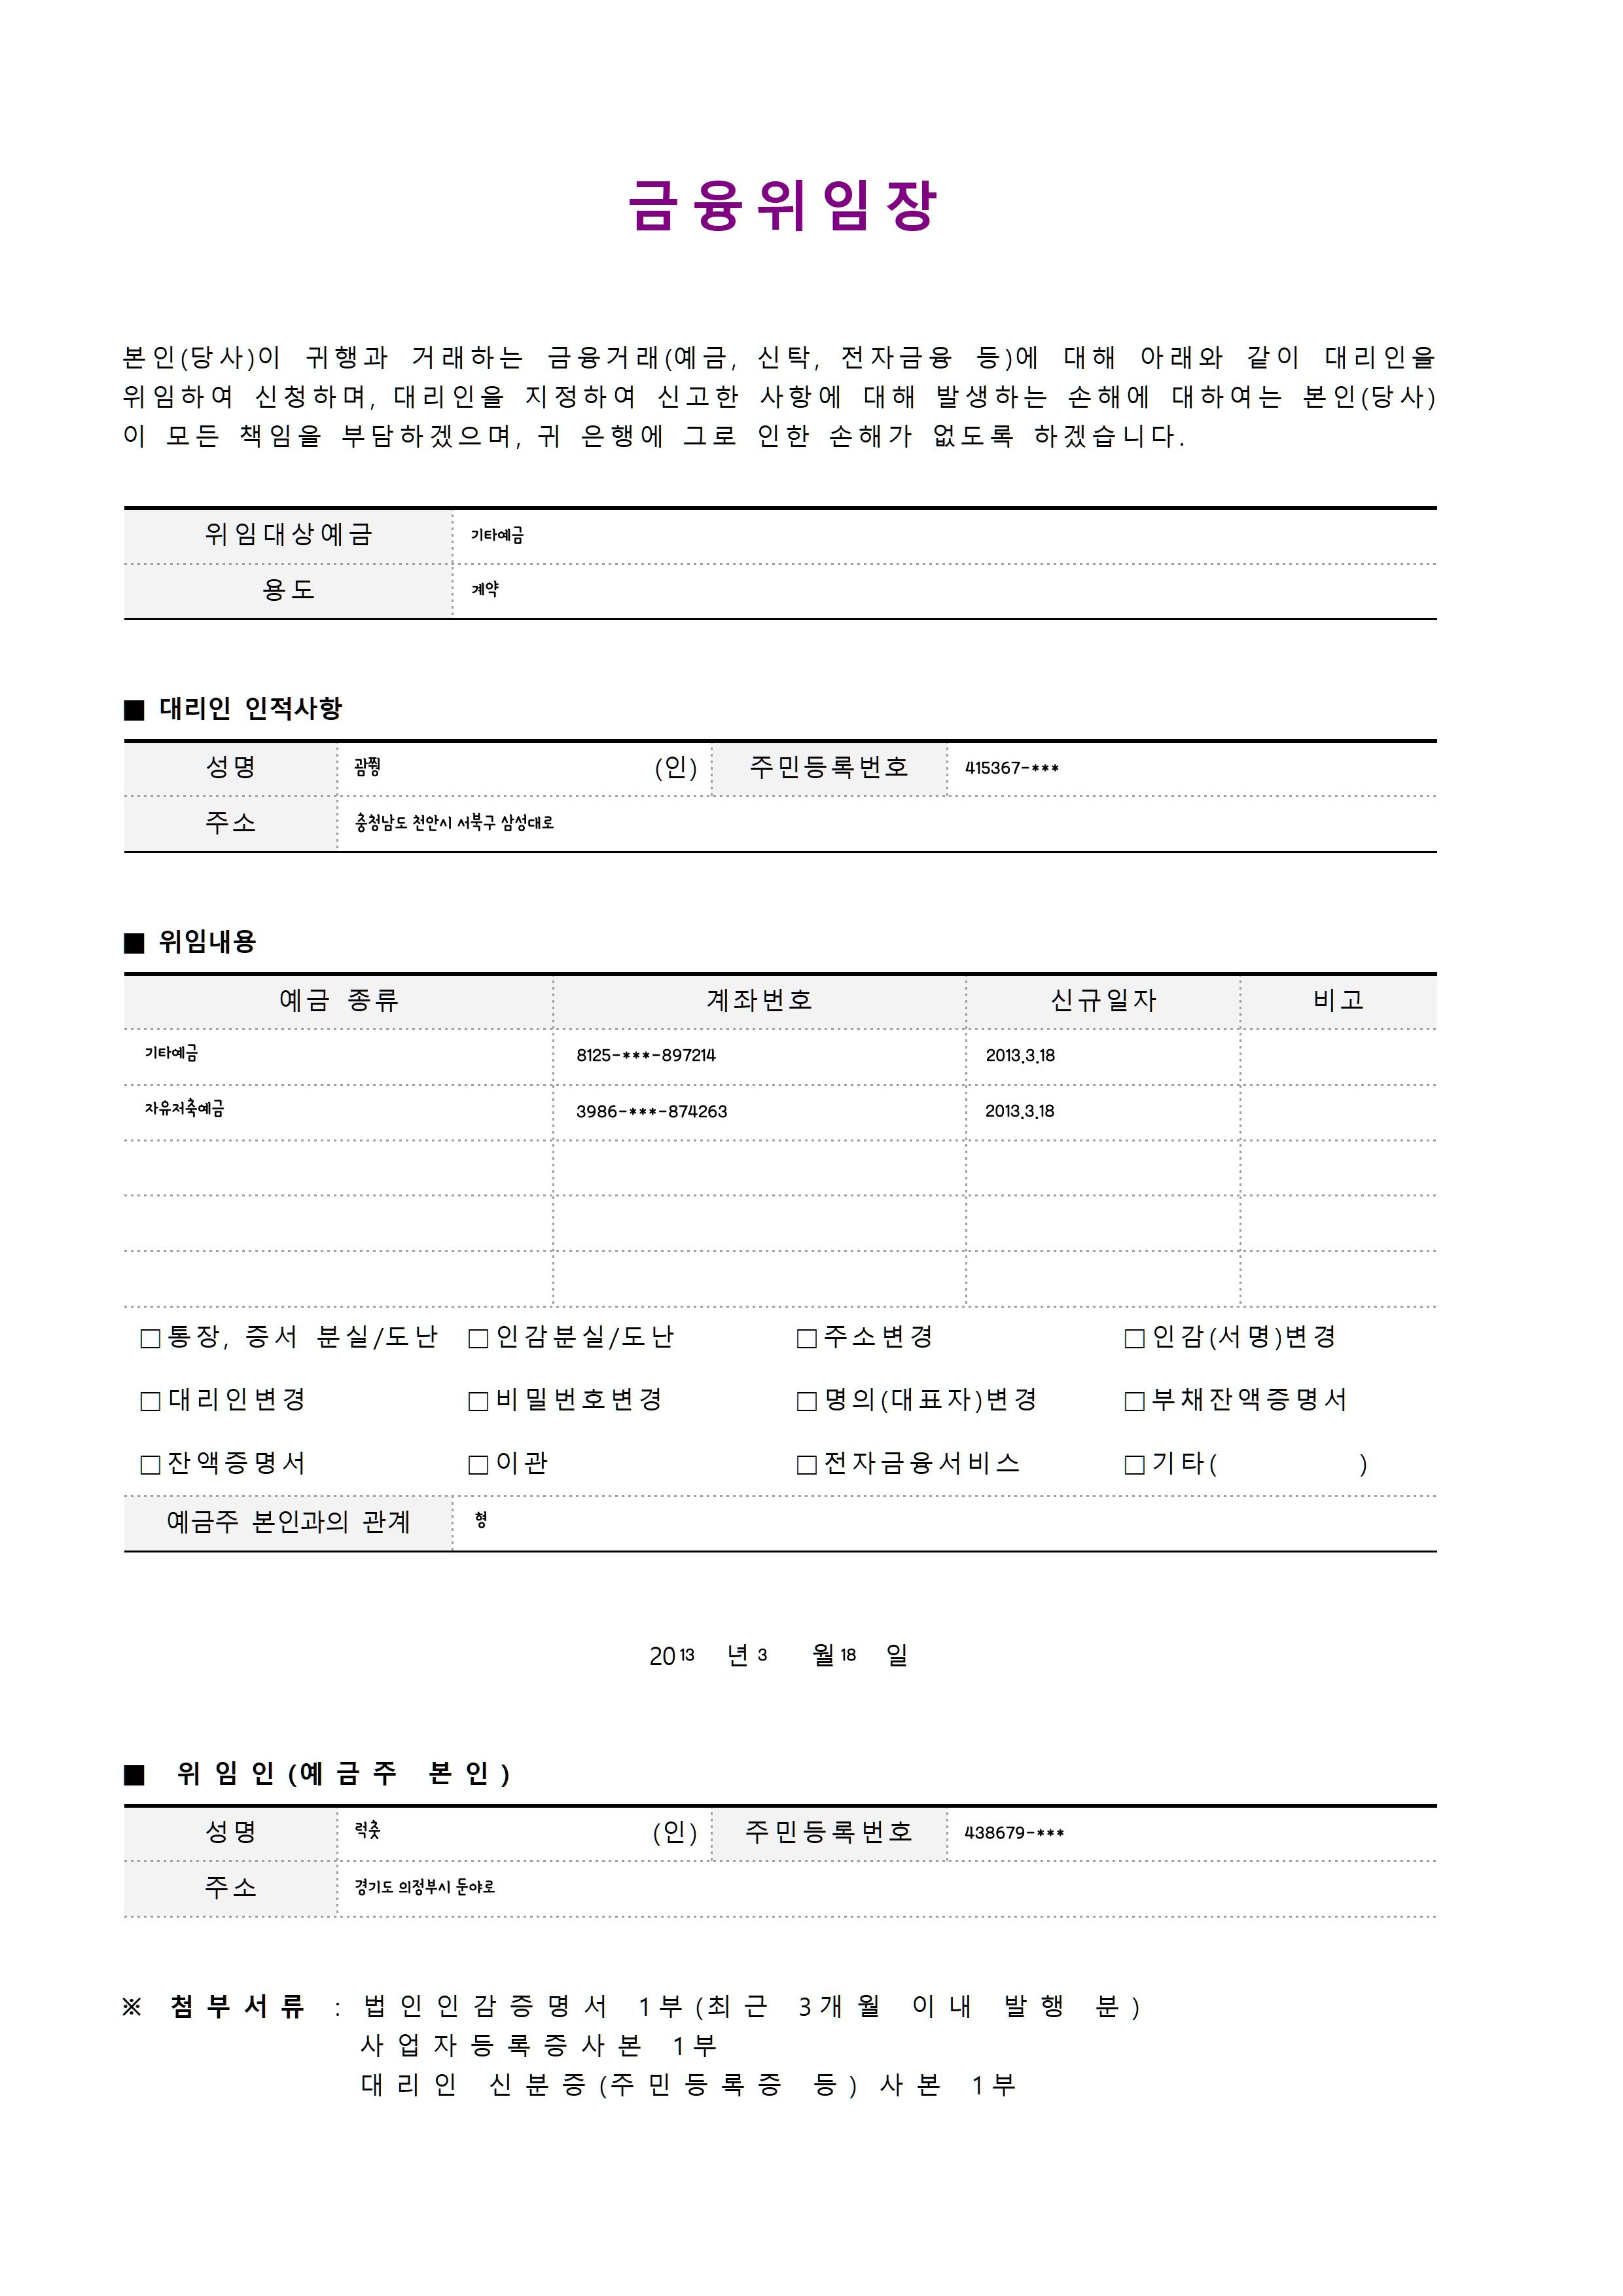 금융위임장
본인(당사)이 귀행과 거래하는 금융거래(예금, 신탁, 전자금융 등)에 대해 아래와 같이 대리인을
위임하여 신청하며, 대리인을 지정하여 신고한 사항에 대해 발생하는 손해에 대하여는 본인(당사)
이 모든 책임을 부담하겠으며, 귀 은행에 그로 인한 손해가 없도록 하겠습니다.
위임대상예금 기타예금
용도 계약
■ 대리인 인적사항
성명 (인) 주민등록번호 415367-***
주소 충청남도 천안시 서북구 삼성대로
■ 위임내용
예금 종류 계좌번호 신규일자 비고
기타예금 8125-***-897214 2013.3.18
자유저축예금 3986-***-874263 2013.3.18
□통장, 증서 분실/도난 □인감분실/도난 □주소변경 □인감(서명)변경
□대리인변경 □비밀번호변경 □명의(대표자)변경 □부채잔액증명서
□잔액증명서 □이관 □전자금융서비스 □기타( )
예금주 본인과의 관계 형
2013 년 3 월 18 일
■ 위임인(예금주 본인)
성명 (인) 주민등록번호 438679-***
주소 경기도 의정부시 둔야로
※ 첨부서류 : 법인인감증명서 1부(최근 3개월 이내 발행 분)
사업자등록증사본 1부
대리인 신분증(주민등록증 등) 사본 1부